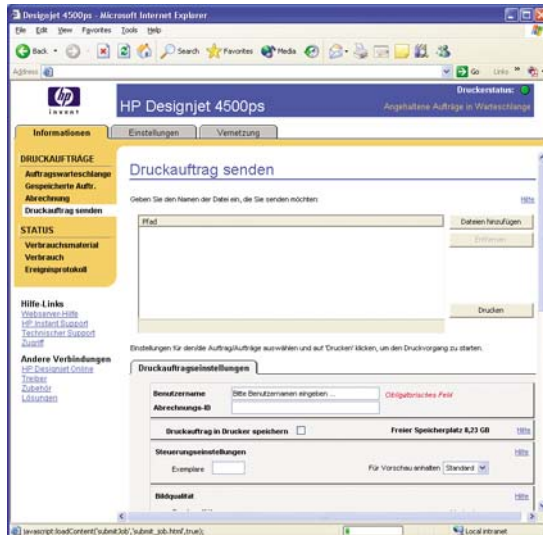 Designjet 4500ps - Microsoft Internet Explorer
File Edit View Favorites Tools Help
Back Search Favorites Media
Address Go Links
hp
invent
HP Designjet 4500ps
Druckerstatus:
Angehaltene Aufträge in Warteschlange
Informationen Einstellungen Vernetzung
DRUCKAUFTRÄGE
Auftragswarteschlange
Gespeicherte Auftr.
Abrechnung
Druckauftrag senden
STATUS
Verbrauchsmaterial
Verbrauch
Ereignisprotokoll
Hilfe-Links
Webserver-Hilfe
HP Instant Support
Technischer Support
Zugriff
Andere Verbindungen
HP Designjet Online
Treiber
Zubehör
Lösungen
Druckauftrag senden
Geben Sie den Namen der Datei ein, die Sie senden möchten: Hilfe
Pfad
Dateien hinzufügen
Entfernen
Drucken
Einstellungen für den/die Auftrag/Aufträge auswählen und auf 'Drucken' klicken, um den Druckvorgang zu starten.
Druckauftragseinstellungen
Benutzername Bitte Benutzernamen eingeben ... Obligatorisches Feld
Abrechnungs-ID
Druckauftrag in Drucker speichern Freier Speicherplatz 8,23 GB Hilfe
Steuerungseinstellungen Hilfe
Exemplare Für Vorschau anhalten Standard
Bildqualität Hilfe
javascript:loadContent('submitJob','submit_job.html',true); Local intranet